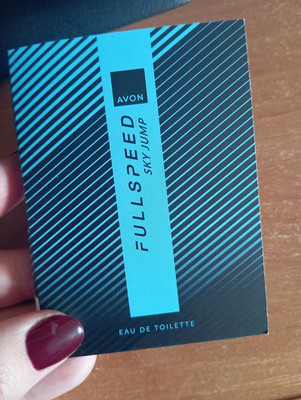 AVON
FULLSPEED
SKY JUMP
EAU DE TOILETTE